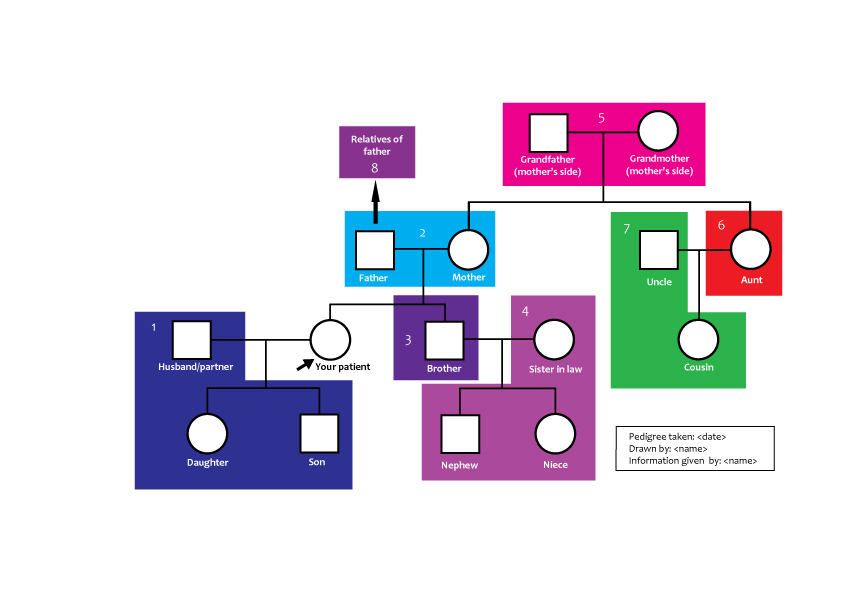 5
Grandfather
(mother's side)
Grandmother
(mother's side)
Relatives of
father
8
2
Father
Mother
7
Uncle
6
Aunt
Cousin
1
Husband/partner
Your patient
3
Brother
4
Sister in law
Daughter
Son
Nephew
Niece
Pedigree taken: <date>
Drawn by: <name>
Information given  by: <name>